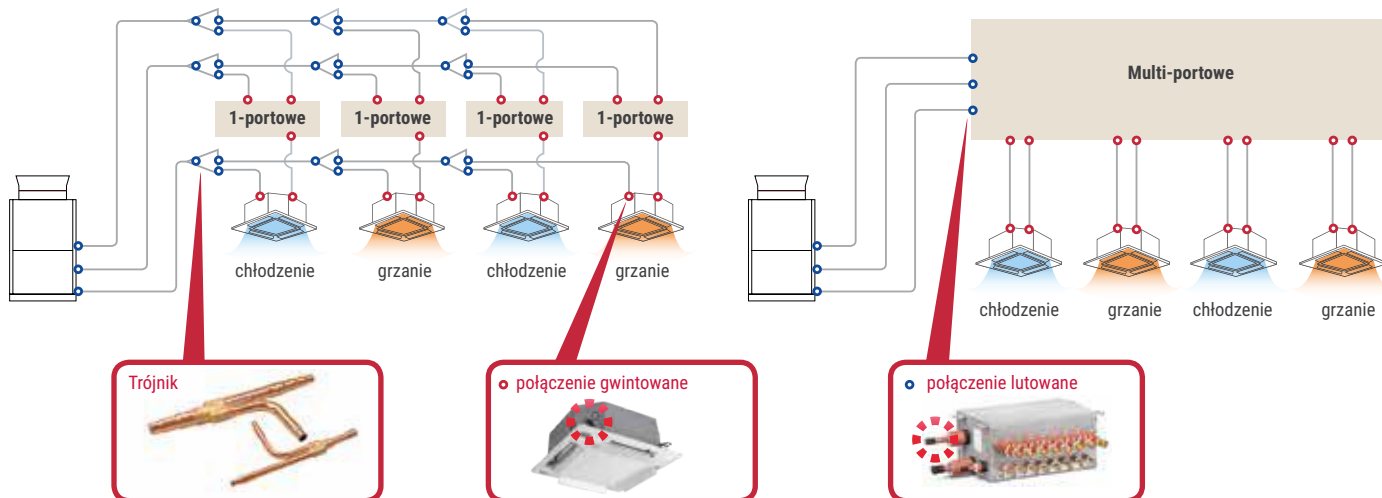 1-portowe
1-portowe
1-portowe
1-portowe
chłodzenie
grzanie
chłodzenie
grzanie
Multi-portowe
chłodzenie
grzanie
chłodzenie
grzanie
Trójnik
połączenie gwintowane
połączenie lutowane